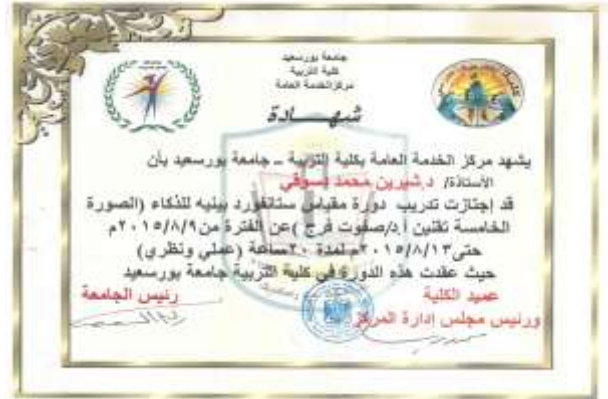 جامعة بورسعيد
كلية التربية
مركز الخدمة العامة
شهـــادة
يشهد مركز الخدمة العامة بكلية التربية – جامعة بورسعيد بأن
الأستاذة/ د.شيرين محمد دسوقي
قد إجتازت تدريب دورة مقياس ستانفورد بينيه للذكاء (الصورة
الخامسة تقنين أ.د/صفوت فرج )عن الفترة من ٢٠١٥/٨/٩م
حتى ٢٠١٥/٨/١٣م لمدة ٢٠ساعة (عملي ونظري)
حيث عقدت هذه الدورة في كلية التربية جامعة بورسعيد
عميد الكلية
رئيس الجامعة
ورئيس مجلس إدارة المركز